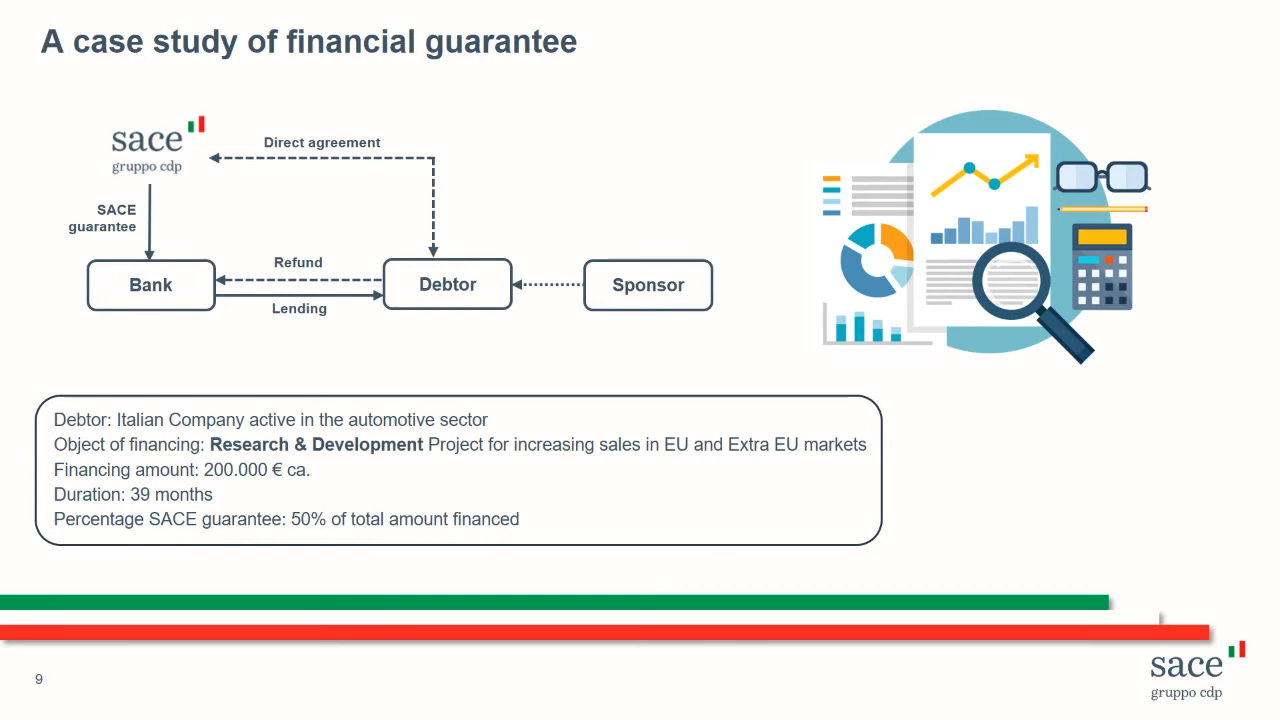 A case study of financial guarantee
sace
gruppo cdp
Direct agreement
SACE
guarantee
Refund
Bank
Debtor
Sponsor
Lending
Debtor: Italian Company active in the automotive sector
Object of financing: Research & Development Project for increasing sales in EU and Extra EU markets
Financing amount: 200.000 € ca.
Duration: 39 months
Percentage SACE guarantee: 50% of total amount financed
9
sace
gruppo cdp